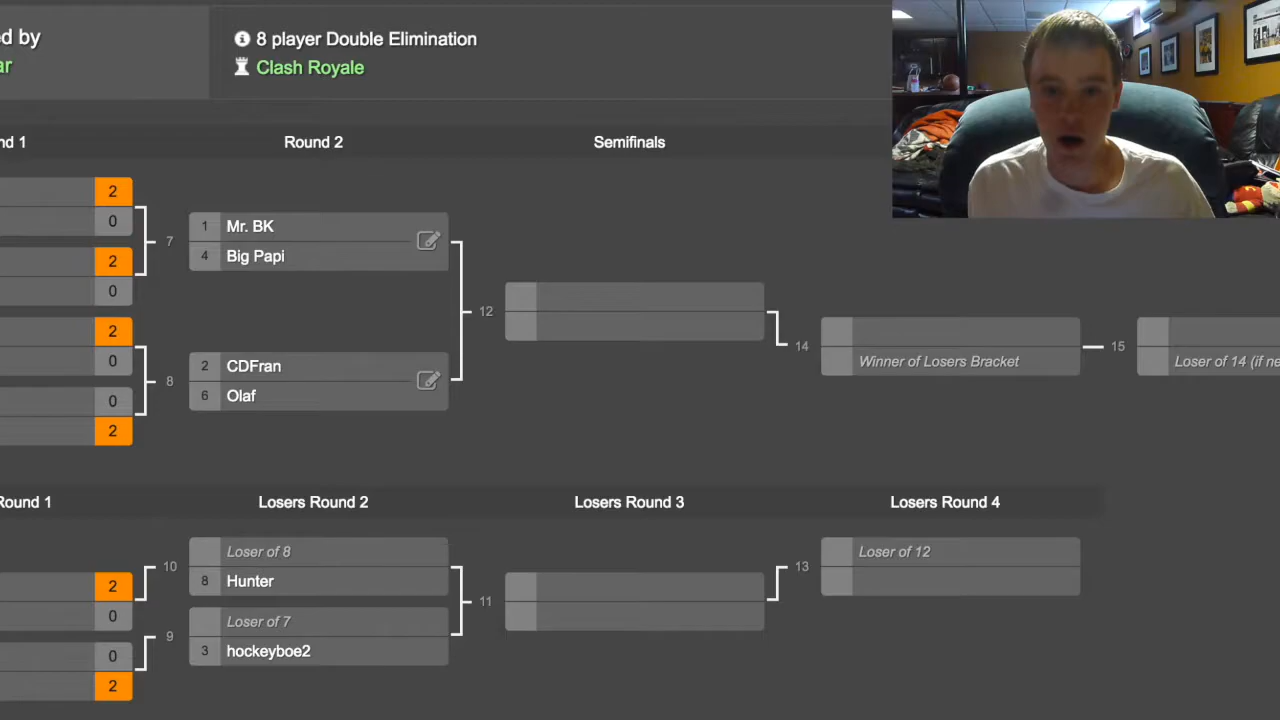 ed by
ar
8 player Double Elimination
Clash Royale
nd 1
Round 2
Semifinals
2
0
2
0
2
0
0
2
7
1 Mr. BK
4 Big Papi
8
2 CDFran
6 Olaf
12
14
Winner of Losers Bracket
15
Loser of 14 (if ne
Round 1
Losers Round 2
Losers Round 3
Losers Round 4
2
0
0
2
10
Loser of 8
8 Hunter
9
Loser of 7
3 hockeyboe2
11
13
Loser of 12